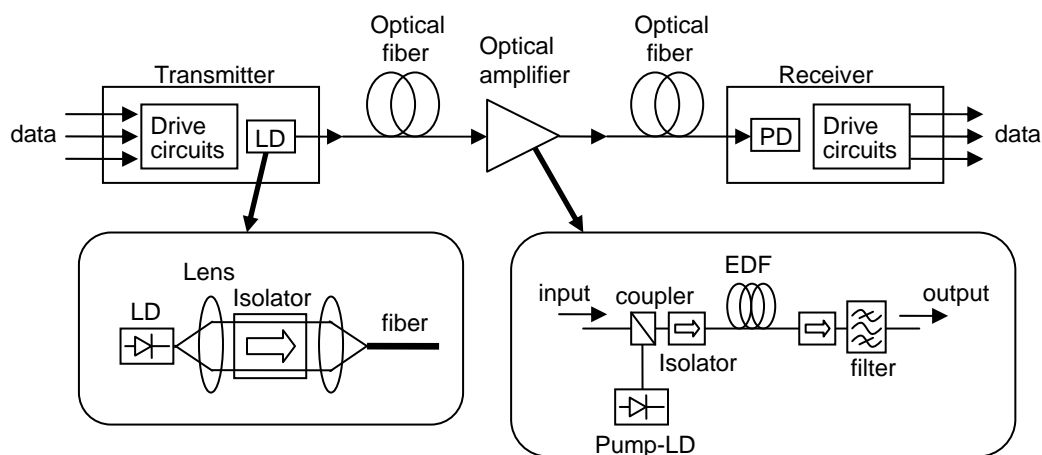 Optical
fiber
Optical
amplifier
Optical
fiber
Transmitter
Receiver
data
Drive
circuits
LD
PD
Drive
circuits
data
Lens
Isolator
LD
fiber
EDF
input
coupler
output
Isolator
filter
Pump-LD